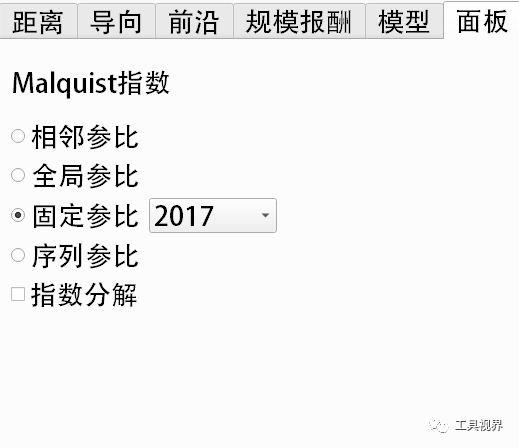 距离 导向 前沿 规模报酬 模型 面板
Malquist指数
相邻参比
全局参比
固定参比 2017
序列参比
指数分解
工具视界